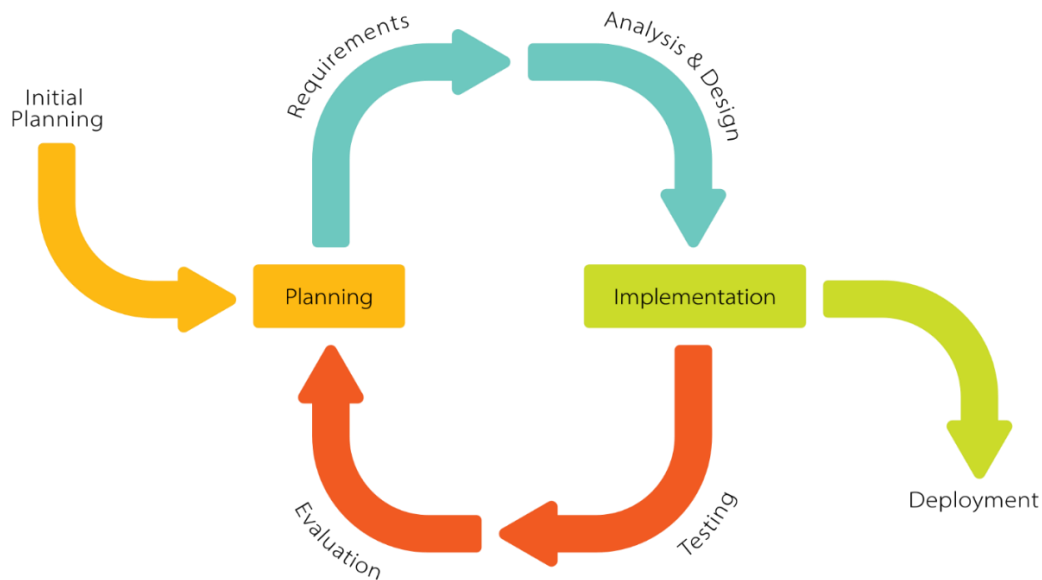 Requirements
Analysis & Design
Initial
Planning
Planning
Implementation
Evaluation
Testing
Deployment